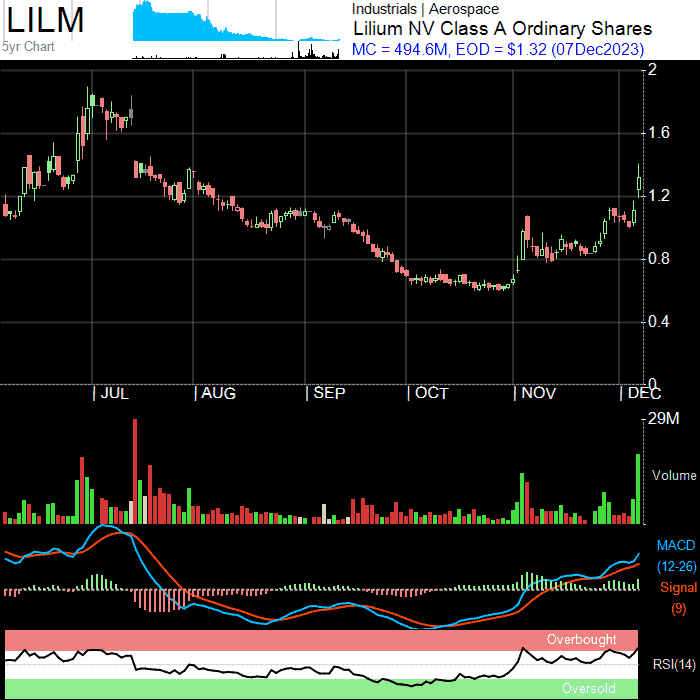 LILM
5yr Chart
Industrials | Aerospace
Lilium NV Class A Ordinary Shares
MC = 494.6M, EOD = $1.32 (07Dec2023)
2
1.6
1.2
0.8
0.4
0
| JUL | AUG | SEP | OCT | NOV | DEC
29M
Volume
MACD
(12-26)
Signal
(9)
Overbought
RSI(14)
Oversold